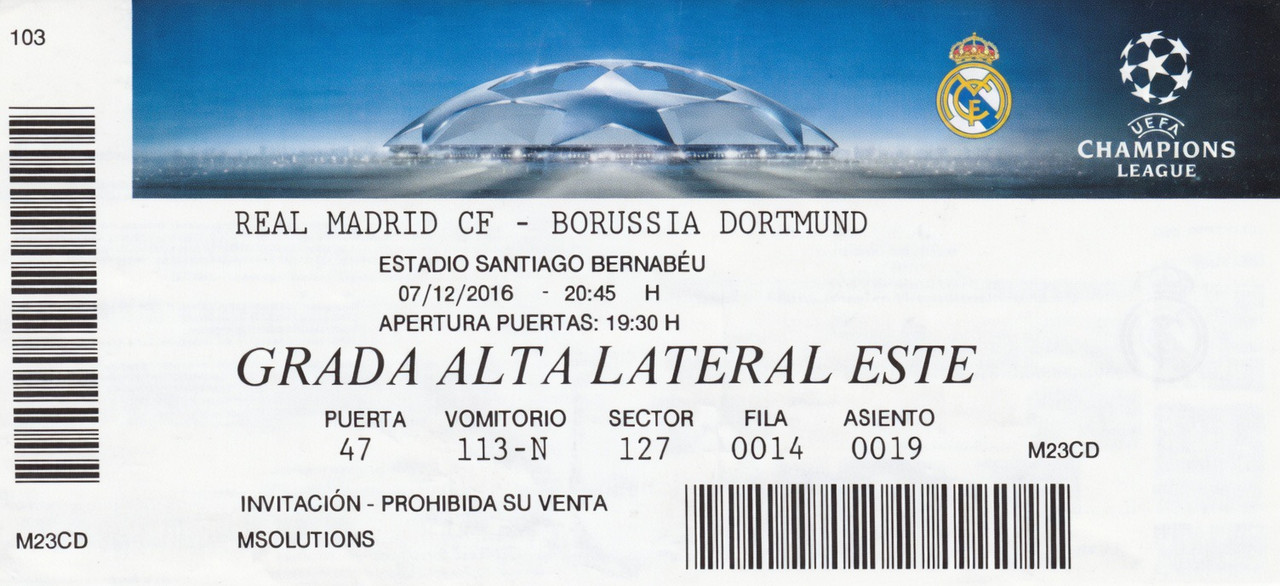 103
UEFA
CHAMPIONS
LEAGUE
REAL MADRID CF - BORUSSIA DORTMUND
ESTADIO SANTIAGO BERNABÉU
07/12/2016 - 20:45 H
APERTURA PUERTAS: 19:30 H
GRADA ALTA LATERAL ESTE
PUERTA VOMITORIO SECTOR FILA ASIENTO
47 113-N 127 0014 0019 M23CD
INVITACIÓN - PROHIBIDA SU VENTA
M23CD MSOLUTIONS